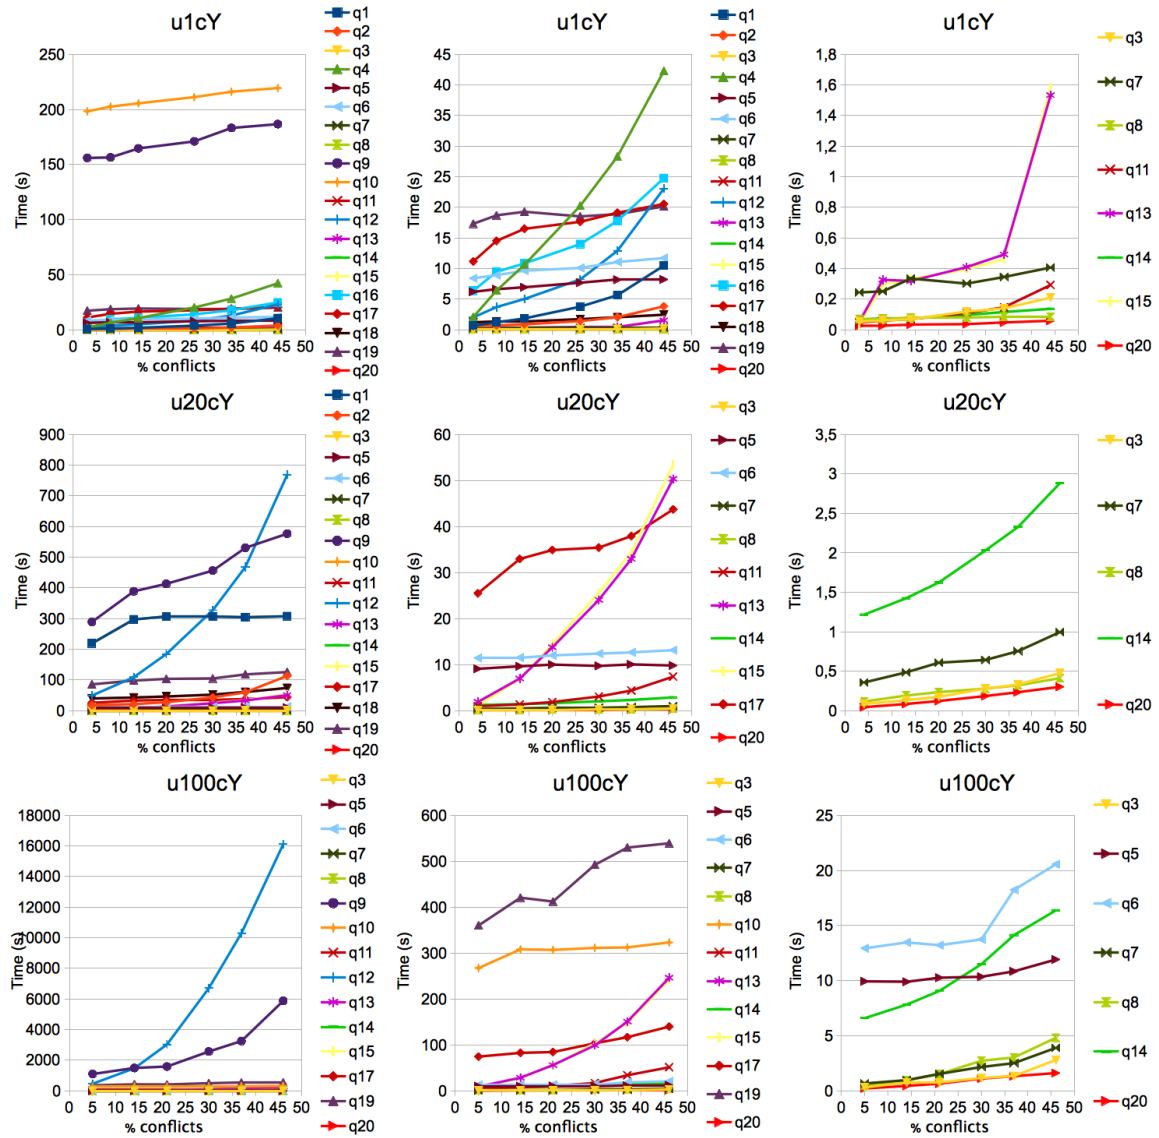 u1cY
250
200
150
100
50
0
Time (s)
0 5 10 15 20 25 30 35 40 45 50
% conflicts
q1
q2
q3
q4
q5
q6
q7
q8
q9
q10
q11
q12
q13
q14
q15
q16
q17
q18
q19
q20
u1cY
45
40
35
30
25
20
15
10
5
0
Time (s)
0 5 10 15 20 25 30 35 40 45 50
% conflicts
q1
q2
q3
q4
q5
q6
q7
q8
q11
q12
q13
q14
q15
q16
q17
q18
q19
q20
u1cY
1,8
1,6
1,4
1,2
1
0,8
0,6
0,4
0,2
0
Time (s)
0 5 10 15 20 25 30 35 40 45 50
% conflicts
q3
q7
q8
q11
q13
q14
q15
q20
u20cY
900
800
700
600
500
400
300
200
100
0
Time (s)
0 5 10 15 20 25 30 35 40 45 50
% conflicts
q1
q2
q3
q5
q6
q7
q8
q9
q10
q11
q12
q13
q14
q15
q17
q18
q19
q20
u20cY
60
50
40
30
20
10
0
Time (s)
0 5 10 15 20 25 30 35 40 45 50
% conflicts
q3
q5
q6
q7
q8
q11
q13
q14
q15
q17
q20
u20cY
3,5
3
2,5
2
1,5
1
0,5
0
Time (s)
0 5 10 15 20 25 30 35 40 45 50
% conflicts
q3
q7
q8
q14
q20
u100cY
18000
16000
14000
12000
10000
8000
6000
4000
2000
0
Time (s)
0 5 10 15 20 25 30 35 40 45 50
% conflicts
q3
q5
q6
q7
q8
q9
q10
q11
q12
q13
q14
q15
q17
q19
q20
u100cY
600
500
400
300
200
100
0
Time (s)
0 5 10 15 20 25 30 35 40 45 50
% conflicts
q3
q5
q6
q7
q8
q10
q11
q13
q14
q15
q17
q19
q20
u100cY
25
20
15
10
5
0
Time (s)
0 5 10 15 20 25 30 35 40 45 50
% conflicts
q3
q5
q6
q7
q8
q14
q20